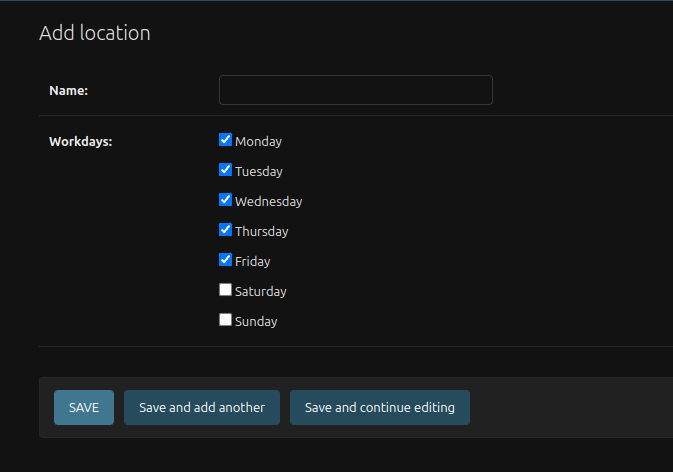 Add location
Name:
Workdays:
Monday
Tuesday
Wednesday
Thursday
Friday
Saturday
Sunday
SAVE
Save and add another
Save and continue editing